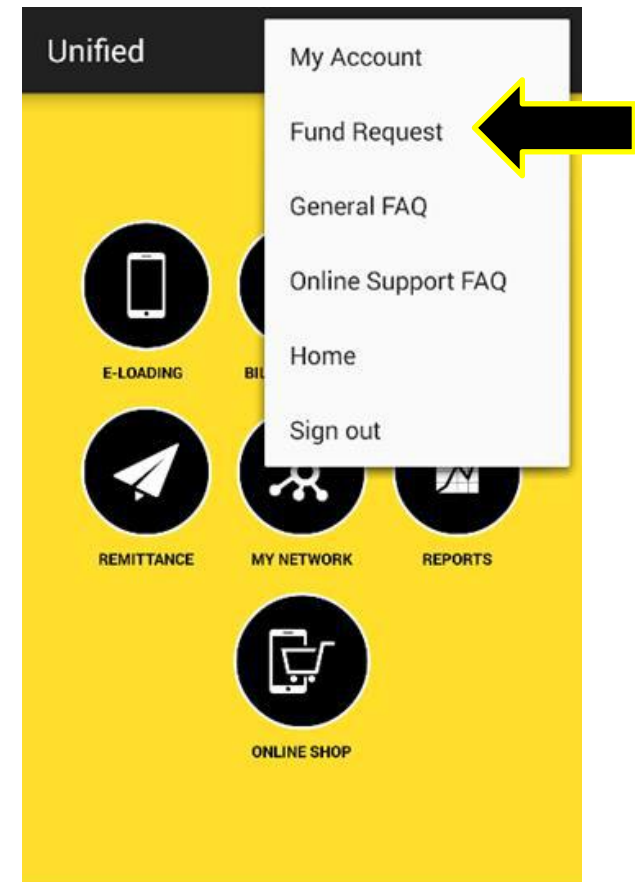 Unified
My Account
Fund Request
General FAQ
Online Support FAQ
Home
Sign out
E-LOADING
REMITTANCE
MY NETWORK
REPORTS
ONLINE SHOP